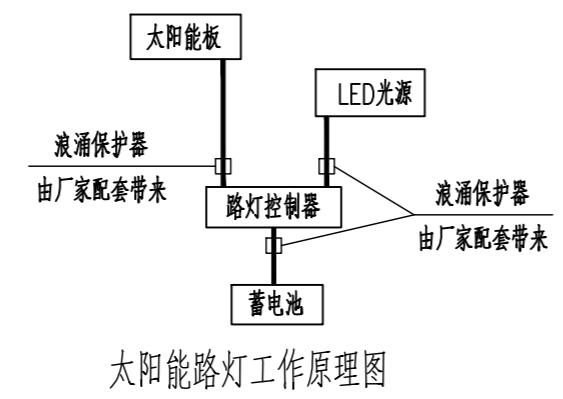 太阳能板
LED光源
浪涌保护器
由厂家配套带来
路灯控制器
浪涌保护器
由厂家配套带来
蓄电池
太阳能路灯工作原理图